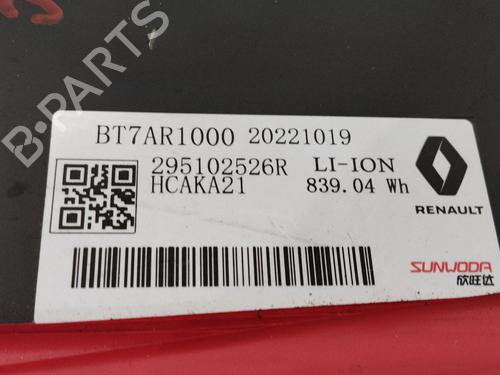 BT7AR1000 20221019
295102526R LI-ION
HCAKA21 839.04 Wh
RENAULT
SUNWODA
欣旺达
B-PARTS